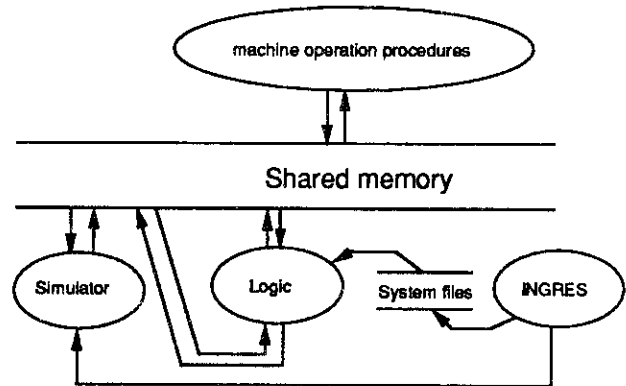 machine operation procedures
Shared memory
Simulator
Logic
System files
INGRES